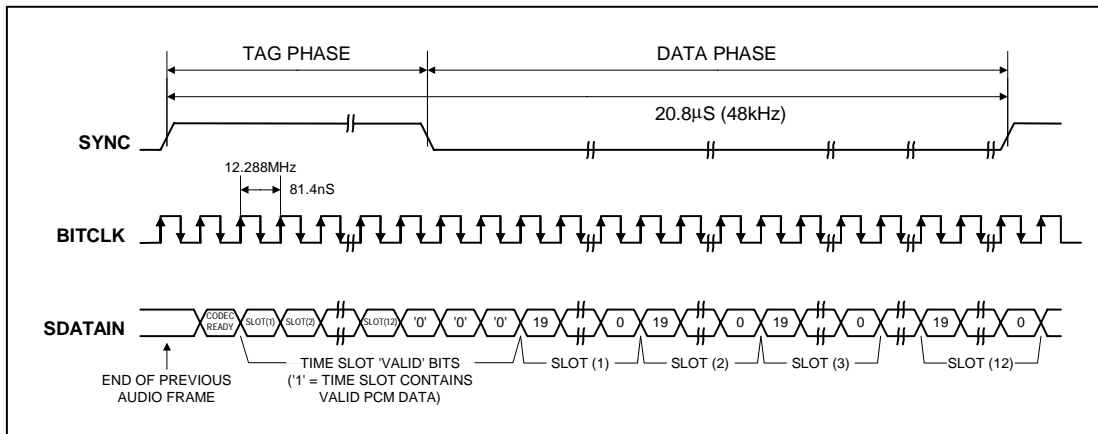 TAG PHASE DATA PHASE
20.8µS (48kHz)
SYNC
12.288MHz
81.4nS
BITCLK
SDATAIN CODEC READY SLOT(1) SLOT(2) SLOT(12) '0' '0' '0' 19 0 19 0 19 0 19 0
TIME SLOT 'VALID' BITS
('1' = TIME SLOT CONTAINS
VALID PCM DATA)
SLOT (1) SLOT (2) SLOT (3) SLOT (12)
END OF PREVIOUS
AUDIO FRAME